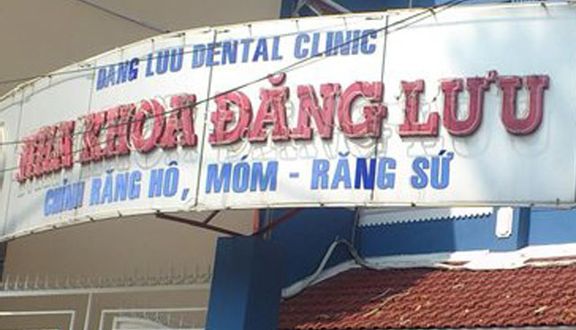 DANG LUU DENTAL CLINIC
NHA KHOA ĐĂNG LƯU
CHỈNH RĂNG HÔ, MÓM - RĂNG SỨ